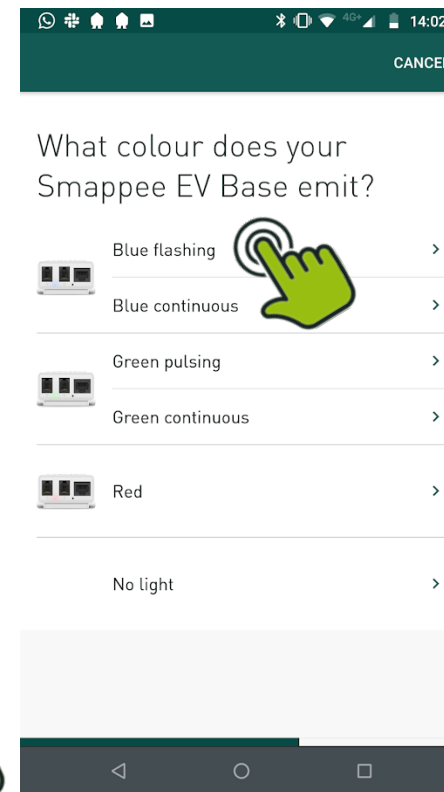 4G+ 14:02
CANCEL
What colour does your
Smappee EV Base emit?
Blue flashing
Blue continuous
Green pulsing
Green continuous
Red
No light